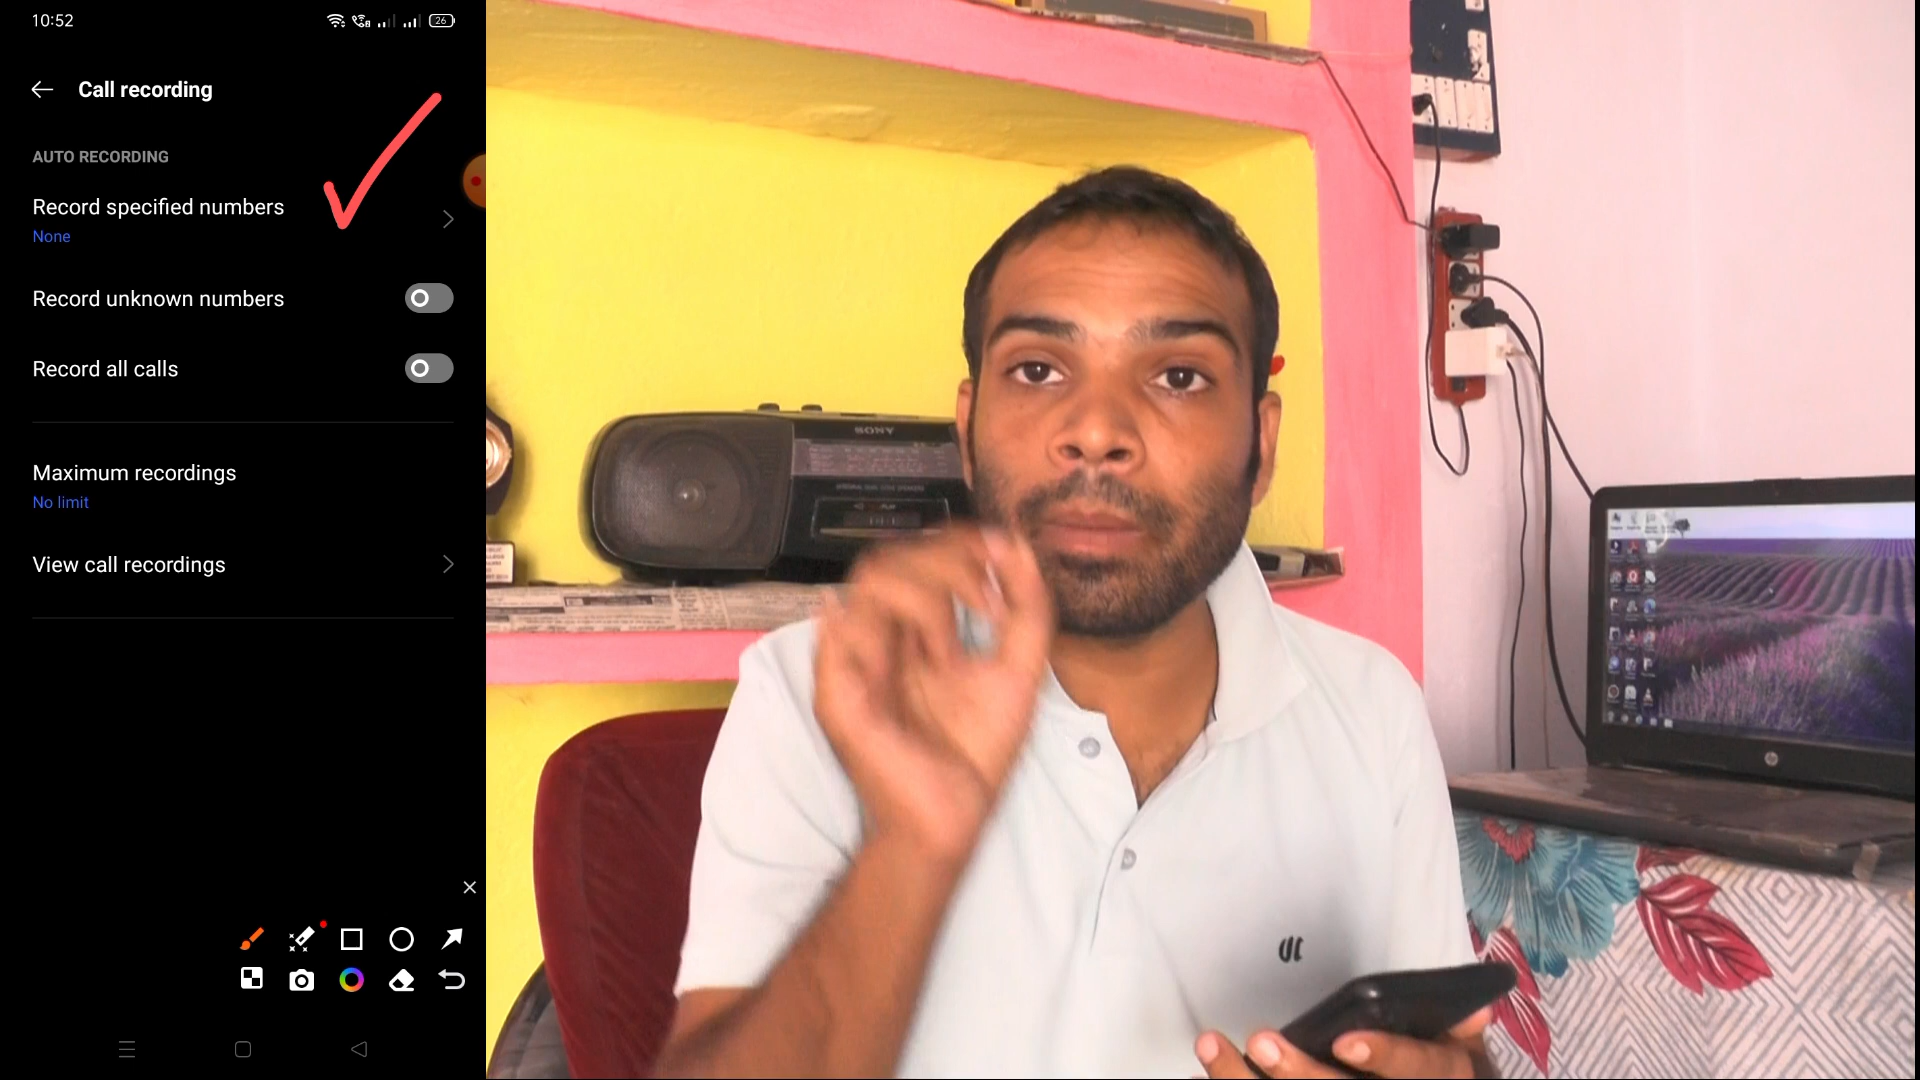 10:52
26
Call recording
AUTO RECORDING
Record specified numbers
None
Record unknown numbers
Record all calls
Maximum recordings
No limit
View call recordings
SONY